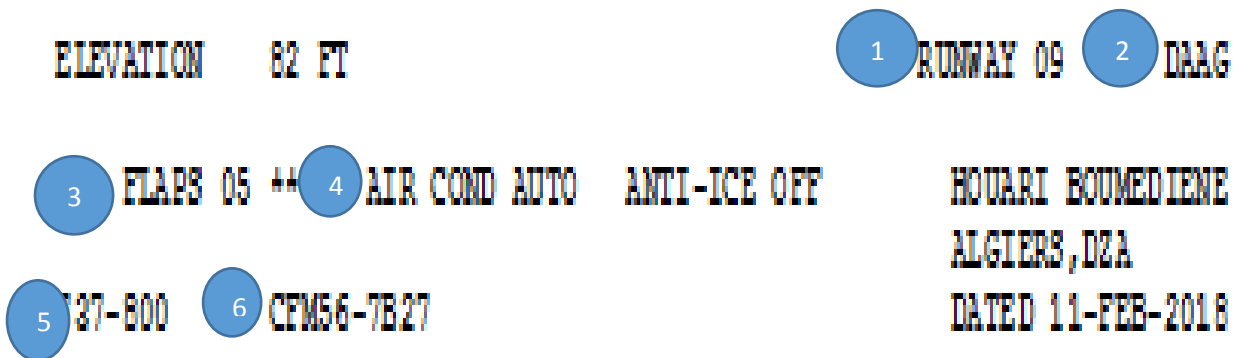 ELEVATION 82 FT 1 RUNWAY 09 2 DAAG
3 FLAPS 05 ** 4 AIR COND AUTO ANTI-ICE OFF HOUARI BOUMEDIENE
ALGIERS,DZA
5 37-800 6 CFM56-7B27 DATED 11-FEB-2018